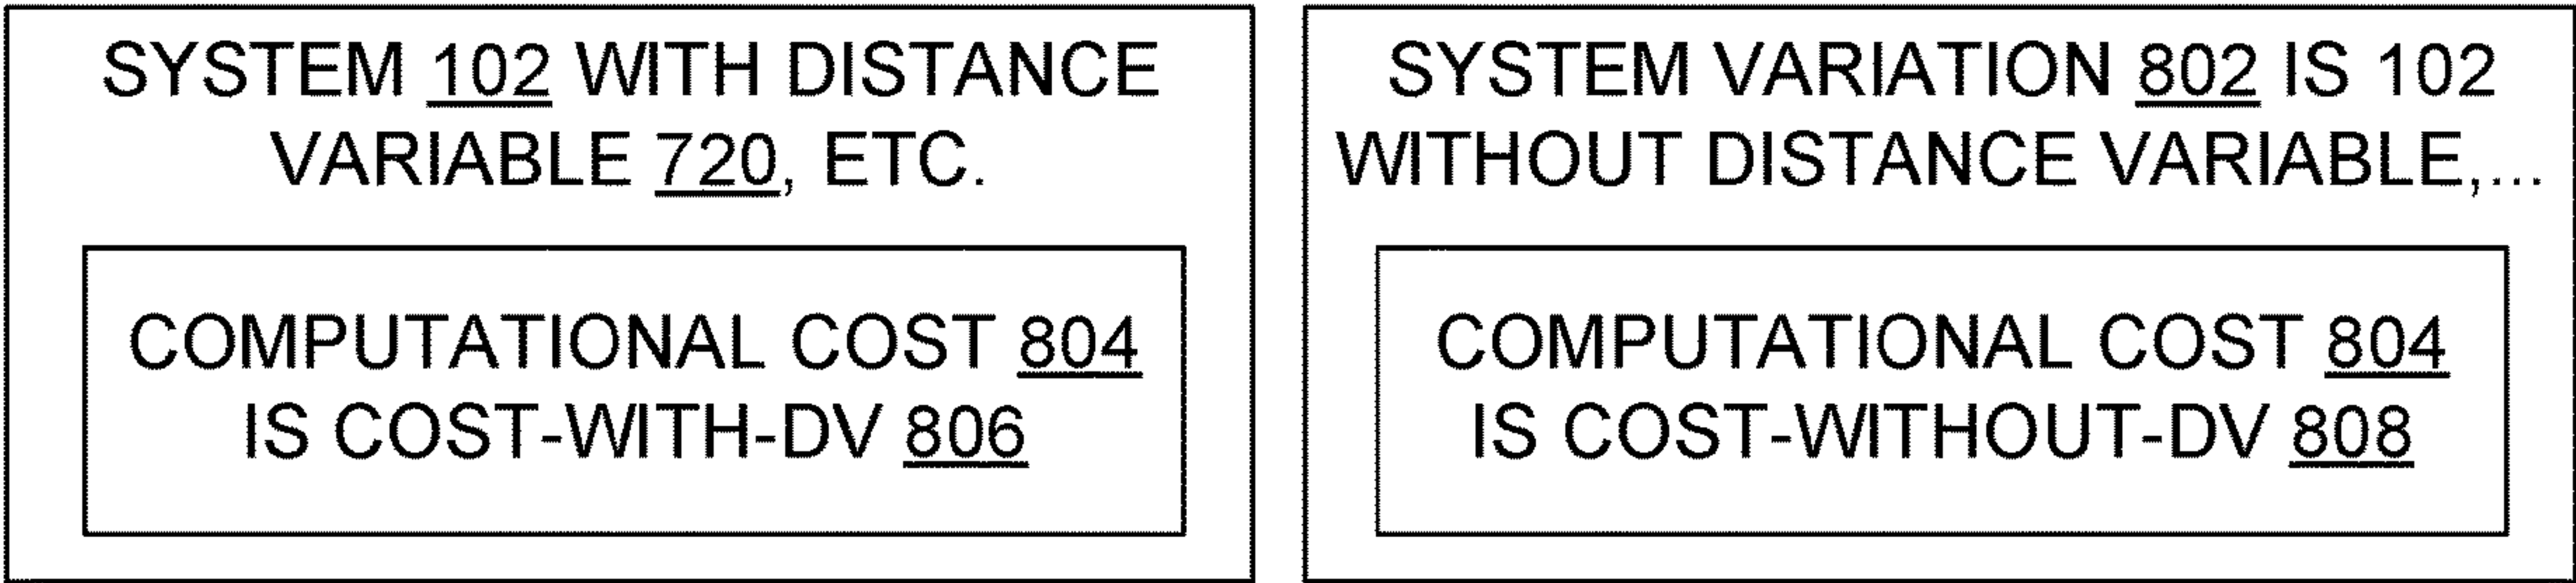 SYSTEM 102 WITH DISTANCE
VARIABLE 720, ETC.
COMPUTATIONAL COST 804
IS COST-WITH-DV 806
SYSTEM VARIATION 802 IS 102
WITHOUT DISTANCE VARIABLE,...
COMPUTATIONAL COST 804
IS COST-WITHOUT-DV 808